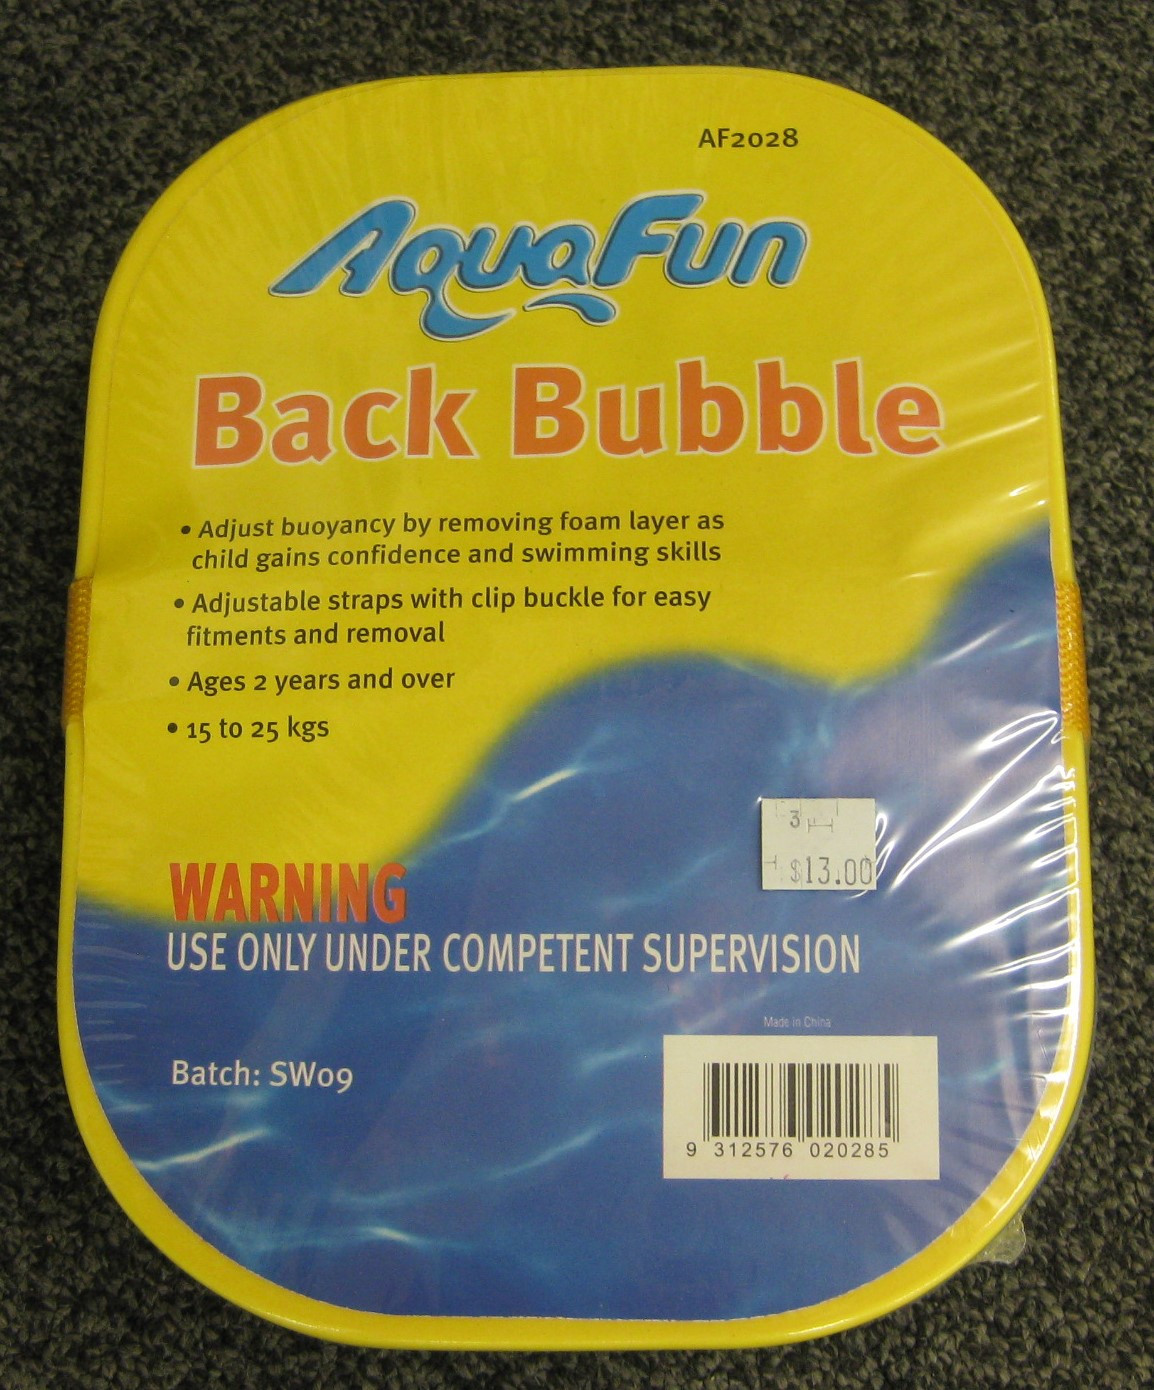 AF2028
AquaFun
Back Bubble
• Adjust buoyancy by removing foam layer as
child gains confidence and swimming skills
• Adjustable straps with clip buckle for easy
fitments and removal
• Ages 2 years and over
• 15 to 25 kgs
3
$13.00
WARNING
USE ONLY UNDER COMPETENT SUPERVISION
Made in China
Batch: SW09
9 312576 020285